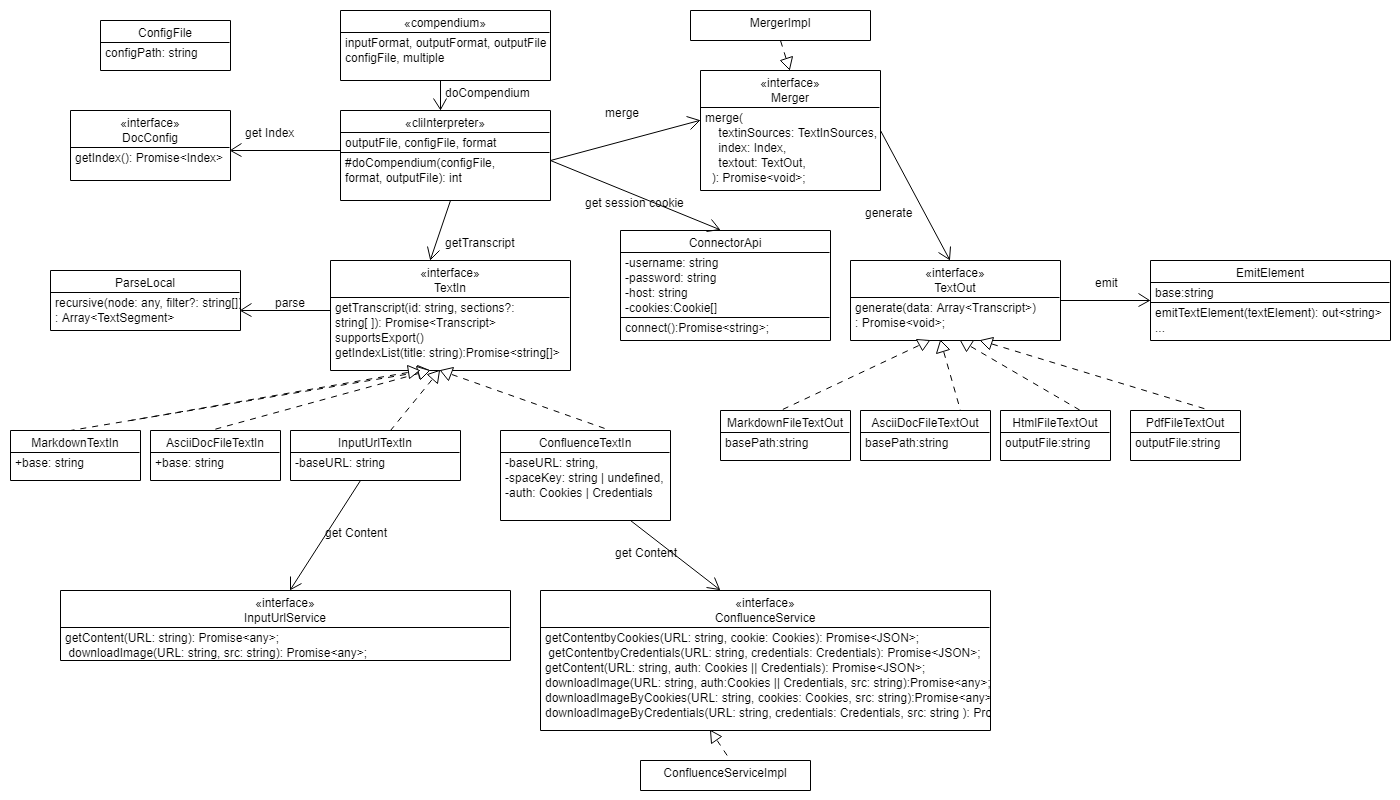 ConfigFile
configPath: string
«compendium»
inputFormat, outputFormat, outputFile
configFile, multiple
MergerImpl
doCompendium
«interface»
DocConfig
getIndex(): Promise<Index>
get Index
«cliInterpreter»
outputFile, configFile, format
#doCompendium(configFile,
format, outputFile): int
merge
«interface»
Merger
merge(
textinSources: TextInSources,
index: Index,
textout: TextOut,
): Promise<void>;
get session cookie
generate
getTranscript
ConnectorApi
-username: string
-password: string
-host: string
-cookies:Cookie[]
connect():Promise<string>;
ParseLocal
recursive(node: any, filter?: string[]
: Array<TextSegment>
parse
«interface»
TextIn
getTranscript(id: string, sections?:
string[ ]): Promise<Transcript>
supportsExport()
getIndexList(title: string):Promise<string[]>
«interface»
TextOut
generate(data: Array<Transcript>)
: Promise<void>;
emit
EmitElement
base:string
emitTextElement(textElement): out<string>
...
MarkdownTextIn
+base: string
AsciiDocFileTextIn
+base: string
InputUrlTextIn
-baseURL: string
ConfluenceTextIn
-baseURL: string,
-spaceKey: string | undefined,
-auth: Cookies | Credentials
MarkdownFileTextOut
basePath:string
AsciiDocFileTextOut
basePath:string
HtmlFileTextOut
outputFile:string
PdfFileTextOut
outputFile:string
get Content
get Content
«interface»
InputUrlService
getContent(URL: string): Promise<any>;
downloadImage(URL: string, src: string): Promise<any>;
«interface»
ConfluenceService
getContentbyCookies(URL: string, cookie: Cookies): Promise<JSON>;
getContentbyCredentials(URL: string, credentials: Credentials): Promise<JSON>;
getContent(URL: string, auth: Cookies || Credentials): Promise<JSON>;
downloadImage(URL: string, auth:Cookies || Credentials, src: string):Promise<any>;
downloadImageByCookies(URL: string, cookies: Cookies, src: string):Promise<any>
downloadImageByCredentials(URL: string, credentials: Credentials, src: string ): Pro
ConfluenceServiceImpl